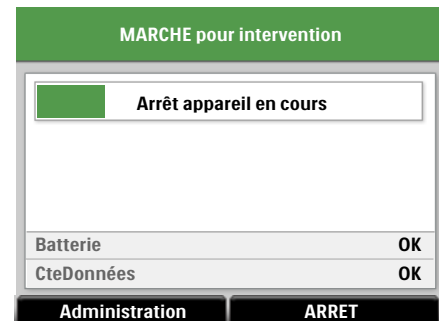 MARCHE pour intervention
Arrêt appareil en cours
Batterie OK
CteDonnées OK
Administration ARRET